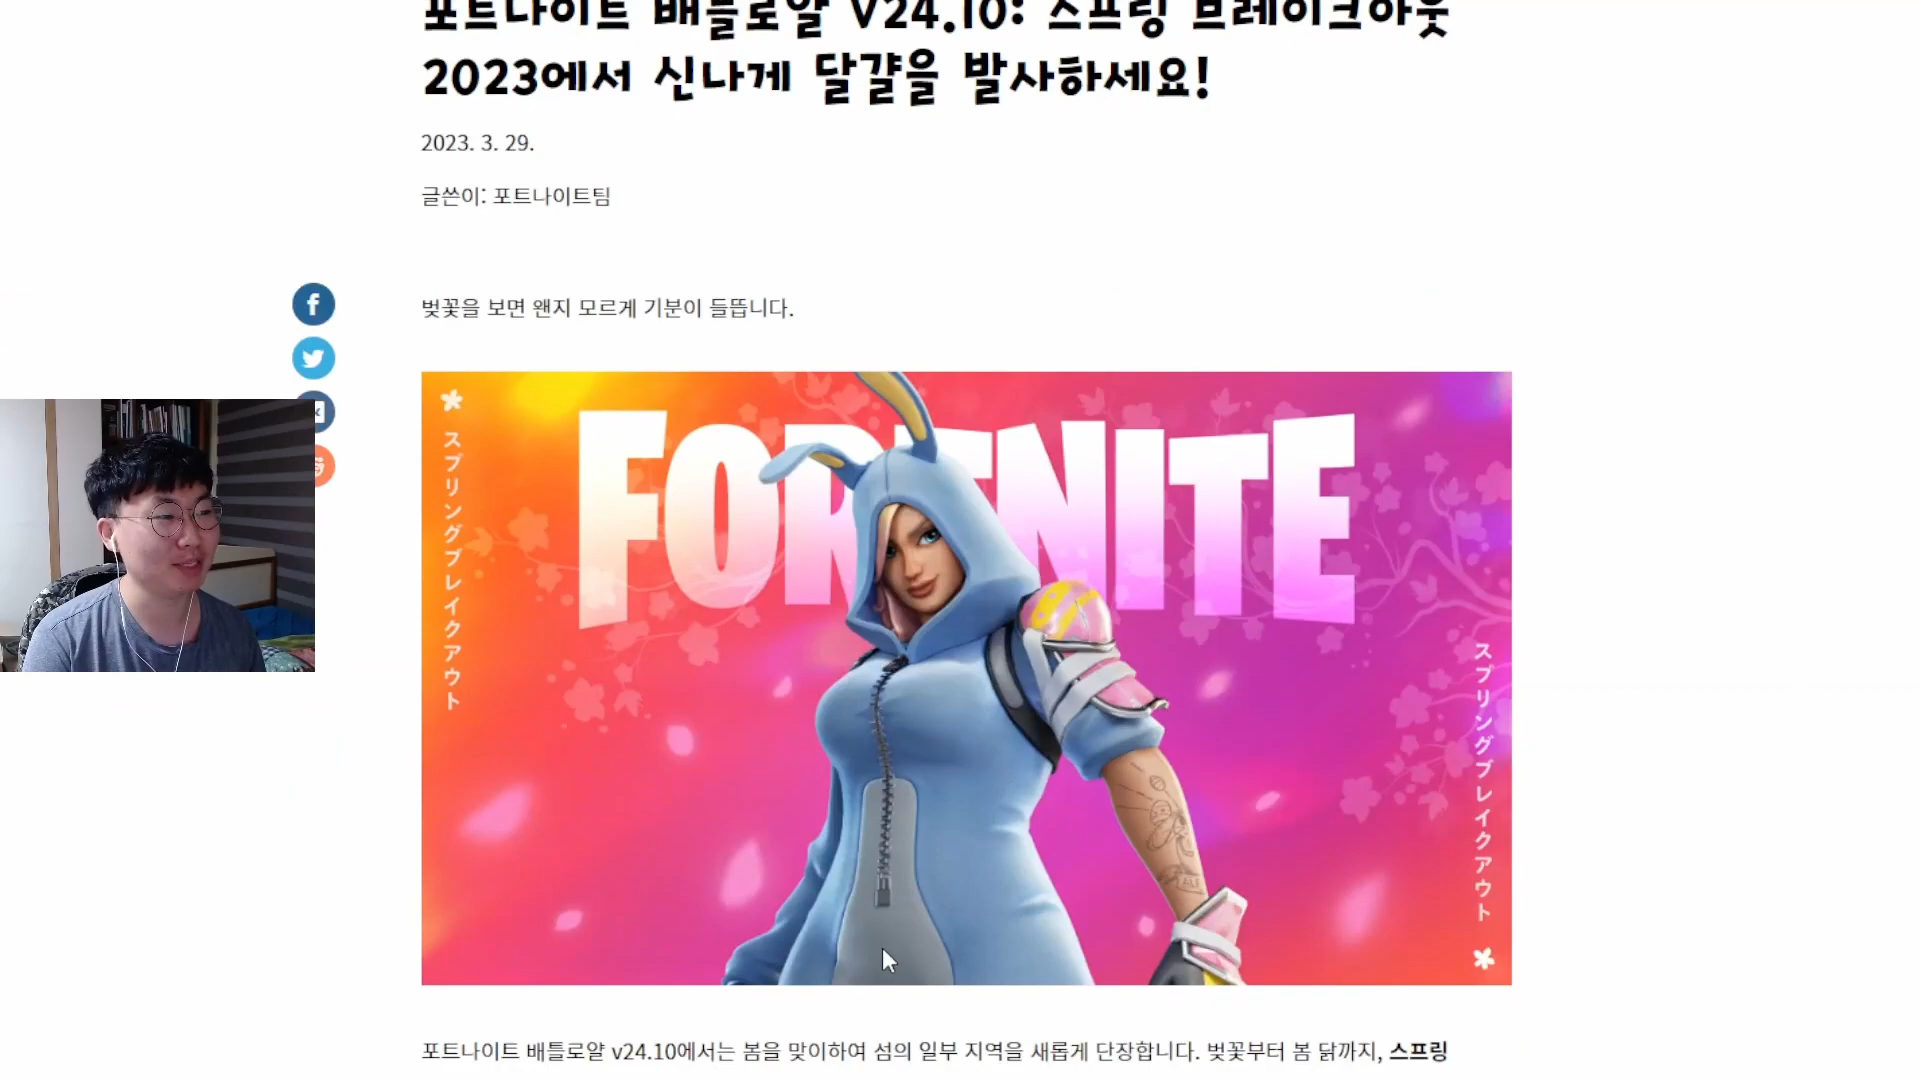 포트나이트 배틀로얄 V24.10: 스프링 브레이크아웃
2023에서 신나게 달걀을 발사하세요!
2023. 3. 29.
글쓴이: 포트나이트팀
벚꽃을 보면 왠지 모르게 기분이 들뜹니다.
FORTNITE
スプリングブレイクアウト
スプリングブレイクアウト
포트나이트 배틀로얄 v24.10에서는 봄을 맞이하여 섬의 일부 지역을 새롭게 단장합니다. 벚꽃부터 봄 닭까지, 스프링